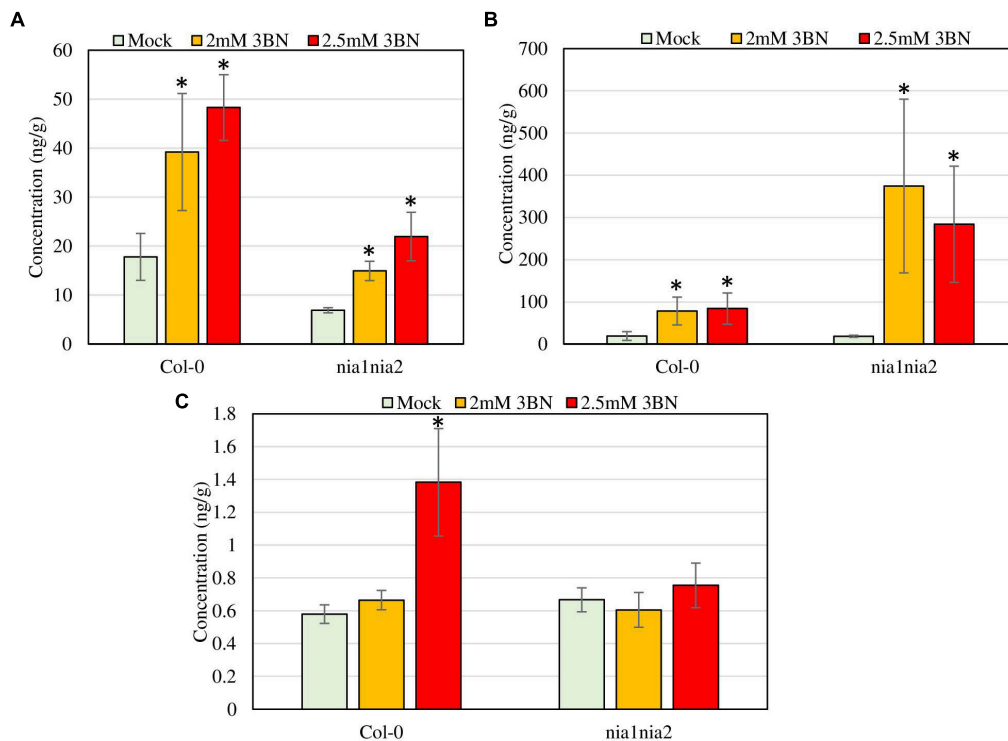 A
Mock 2mM 3BN 2.5mM 3BN
Concentration (ng/g)
60
50
40
30
20
10
0
* * * *
Col-0 nia1nia2
B
Mock 2mM 3BN 2.5mM 3BN
Concentration (ng/g)
700
600
500
400
300
200
100
0
* * * *
Col-0 nia1nia2
C
Mock 2mM 3BN 2.5mM 3BN
Concentration (ng/g)
1.8
1.6
1.4
1.2
1
0.8
0.6
0.4
0.2
0
*
Col-0 nia1nia2